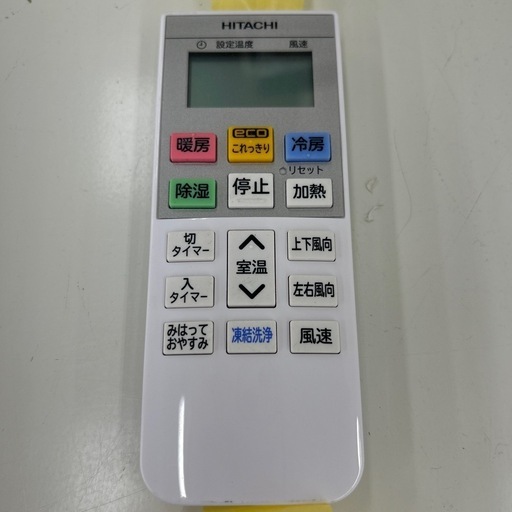 HITACHI
設定温度 風速
暖房 eco これっきり 冷房
リセット
除湿 停止 加熱
切タイマー
室温
上下風向
入タイマー
左右風向
みはっておやすみ
凍結洗浄
風速